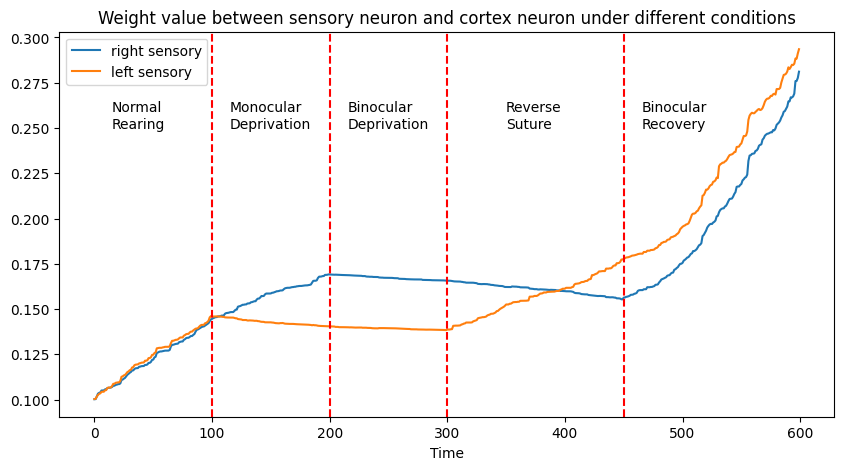 Weight value between sensory neuron and cortex neuron under different conditions
0.300
0.275
0.250
0.225
0.200
0.175
0.150
0.125
0.100
right sensory
left sensory
Normal
Rearing
Monocular
Deprivation
Binocular
Deprivation
Reverse
Suture
Binocular
Recovery
0 100 200 300 400 500 600
Time